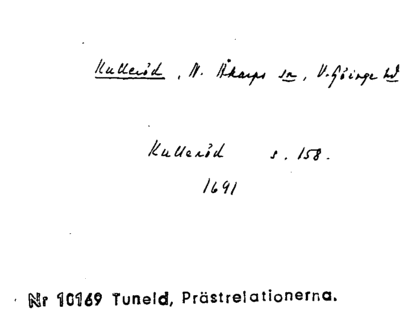 Kulleröd, N. Åkarps sn, V. Göinge hd
Kulleröd s. 158.
1691
Nr 10169 Tuneld, Prästrelationerna.